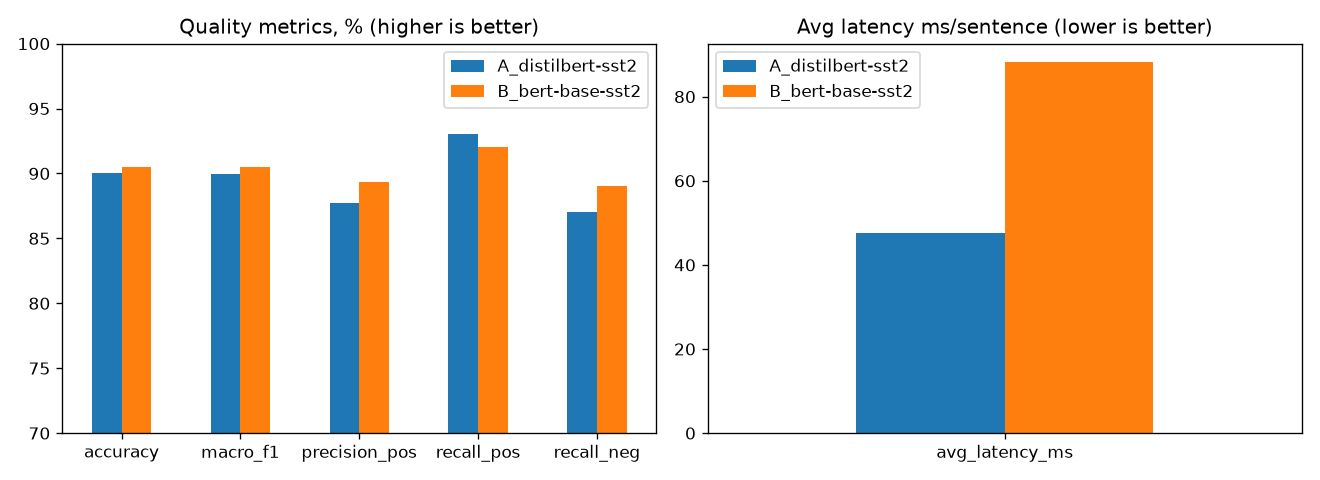 Quality metrics, % (higher is better)
100
95
90
85
80
75
70
A_distilbert-sst2
B_bert-base-sst2
accuracy
macro_f1
precision_pos
recall_pos
recall_neg
Avg latency ms/sentence (lower is better)
80
60
40
20
0
A_distilbert-sst2
B_bert-base-sst2
avg_latency_ms